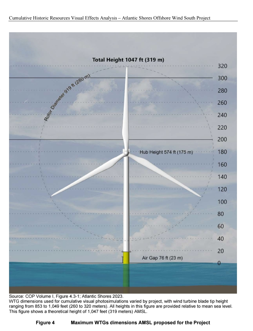 Cumulative Historic Resources Visual Effects Analysis – Atlantic Shores Offshore Wind South Project
Total Height 1047 ft (319 m)
Rotor Diameter 919 ft (280 m)
Hub Height 574 ft (175 m)
Air Gap 76 ft (23 m)
320
300
280
260
240
220
200
180
160
140
120
100
80
60
40
20
0
Source: COP Volume I, Figure 4.3-1; Atlantic Shores 2023.
WTG dimensions used for cumulative visual photosimulations varied by project, with wind turbine blade tip height
ranging from 853 to 1,049 feet (260 to 320 meters). All heights in this figure are provided relative to mean sea level.
This figure shows a theoretical height of 1,047 feet (319 meters) AMSL.
Figure 4 Maximum WTGs dimensions AMSL proposed for the Project